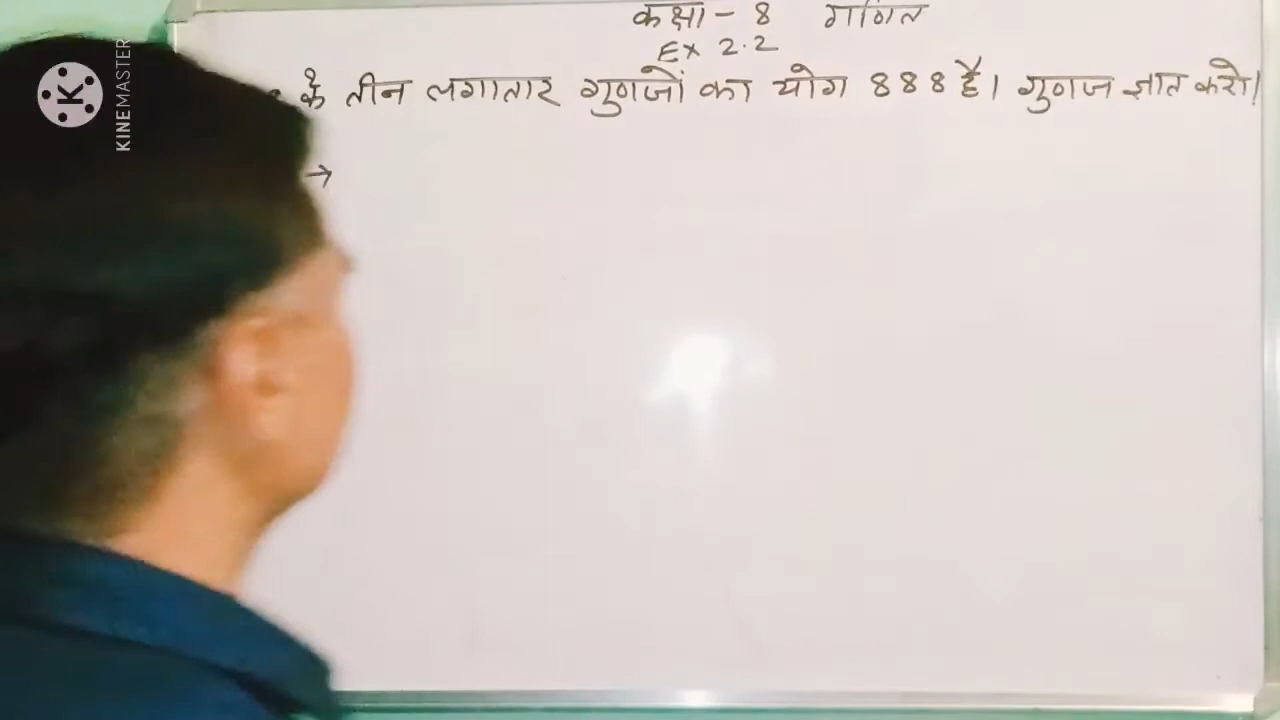 कक्षा - 8 गणित
Ex 2.2
के तीन लगातार गुणजों का योग 888 है। गुणज ज्ञात करो।
→
K
KINEMASTER